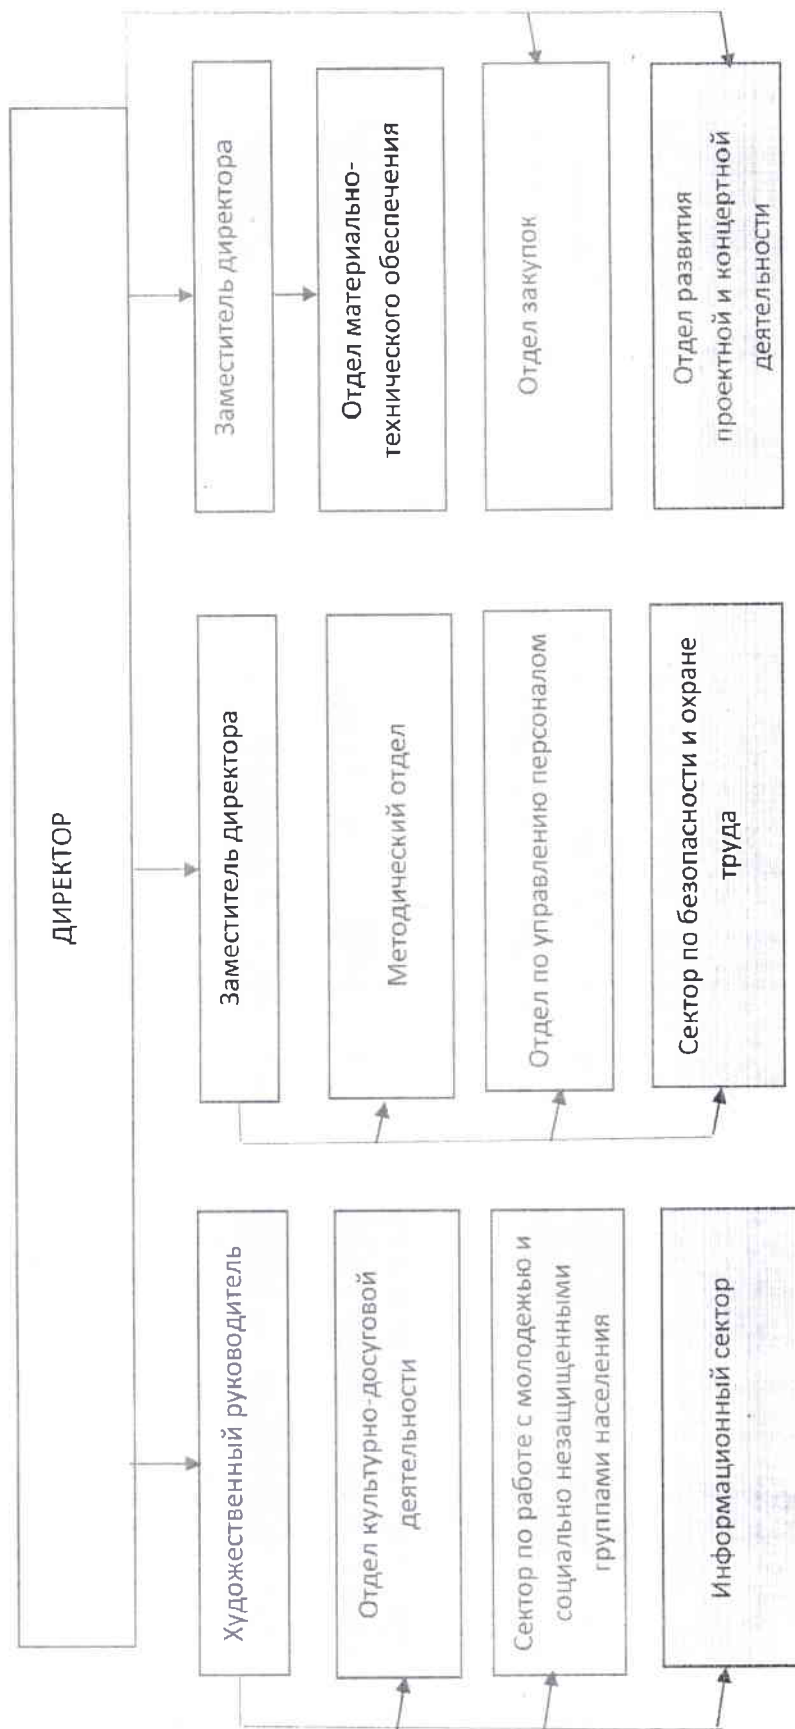 ДИРЕКТОР
Художественный руководитель
Отдел культурно-досуговой
деятельности
Сектор по работе с молодежью и
социально незащищенными
группами населения
Информационный сектор
Заместитель директора
Методический отдел
Отдел по управлению персоналом
Сектор по безопасности и охране
труда
Заместитель директора
Отдел материально-
технического обеспечения
Отдел закупок
Отдел развития
проектной и концертной
деятельности